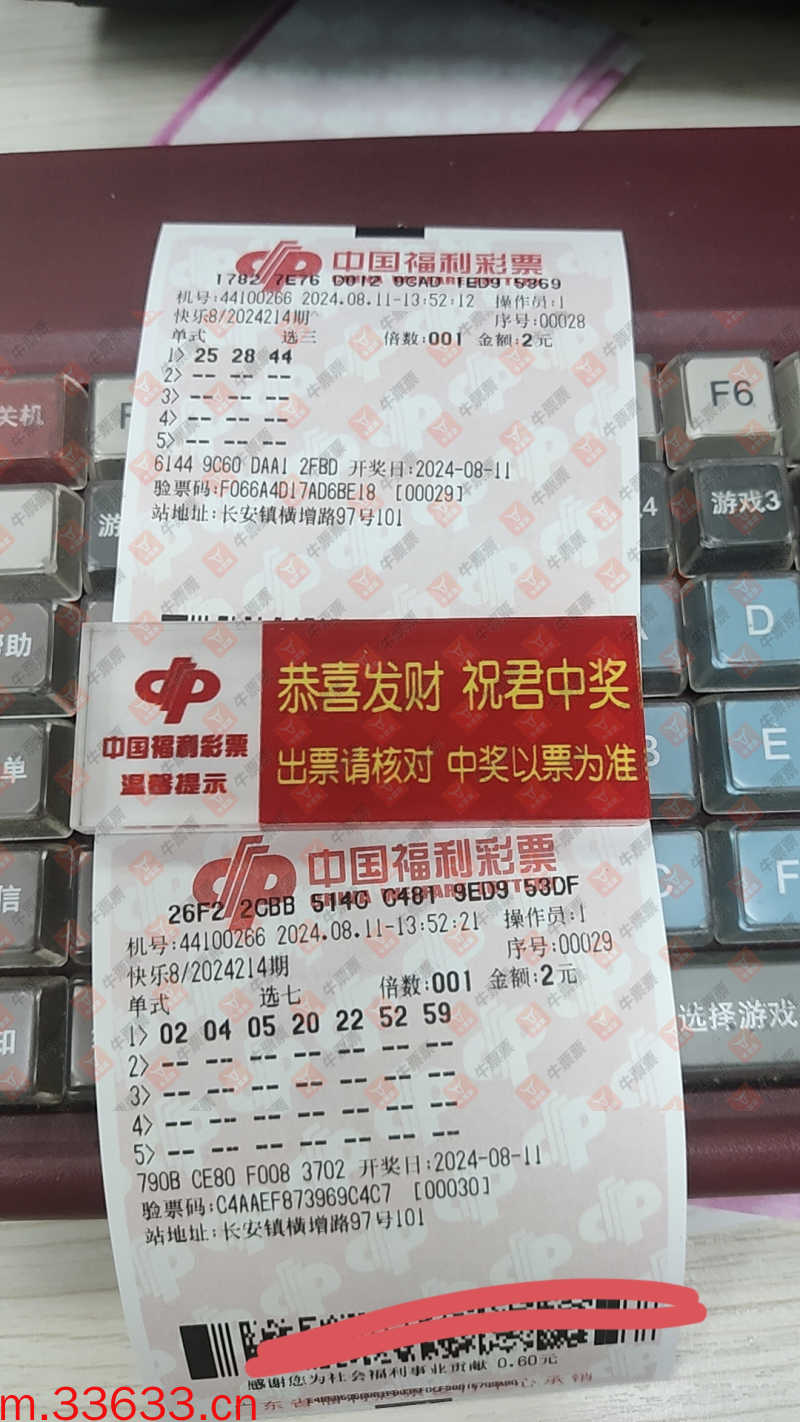 中国福利彩票
1782 7E76 D012 0CAD 1ED9 5369
机号:44100266 2024.08.11-13:52:12 操作员:1
快乐8/2024214期 序号:00028
单式 选三 倍数:001 金额:2元
1> 25 28 44
2> -- -- --
3> -- -- --
4> -- -- --
5> -- -- --
6144 9C60 DAA1 2FBD 开奖日:2024-08-11
验票码:F066A4D17AD6BE18 [00029]
站地址:长安镇横增路97号101
中国福利彩票
温馨提示
恭喜发财 祝君中奖
出票请核对 中奖以票为准
中国福利彩票
26F2 2CBB 514C C481 9ED9 53DF
机号:44100266 2024.08.11-13:52:21 操作员:1
快乐8/2024214期 序号:00029
单式 选七 倍数:001 金额:2元
1> 02 04 05 20 22 52 59
2> -- -- -- -- -- -- --
3> -- -- -- -- -- -- --
4> -- -- -- -- -- -- --
5> -- -- -- -- -- -- --
790B CE80 F008 3702 开奖日:2024-08-11
验票码:C4AAEF873969C4C7 [00030]
站地址:长安镇横增路97号101
感谢您为社会福利事业贡献 0.60元
关机
F6
游戏3
D
E
F
选择游戏
帮助
单
信
印
牛票票
m.33633.cn